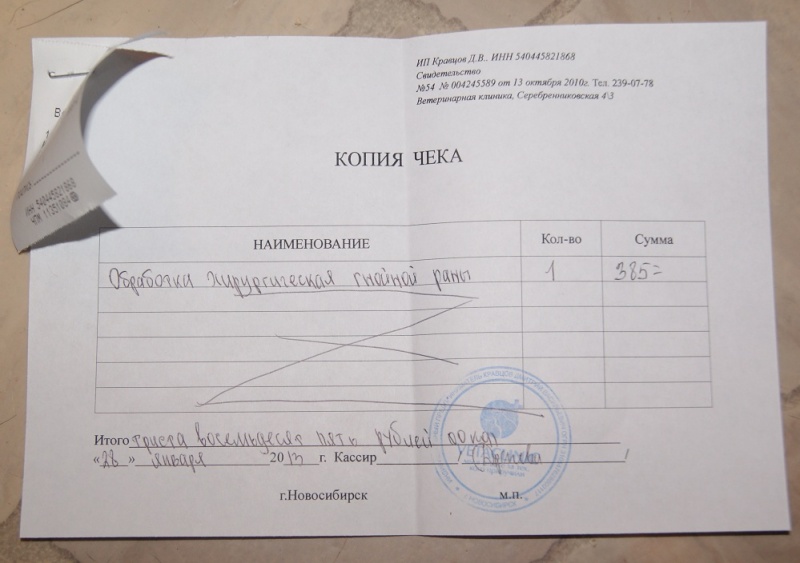 ИП Кравцов Д.В.. ИНН 540445821868
Свидетельство
№54 № 004245589 от 13 октября 2010г. Тел. 239-07-78
Ветеринарная клиника, Серебренниковская 4\3
В
ИНН 540445821868
КОПИЯ ЧЕКА
НАИМЕНОВАНИЕ Кол-во Сумма
Обработка хирургическая гнойной раны 1 385=
Итого триста восемьдесят пять рублей 00 коп
«28» января 2013 г. Кассир
г.Новосибирск м.п.